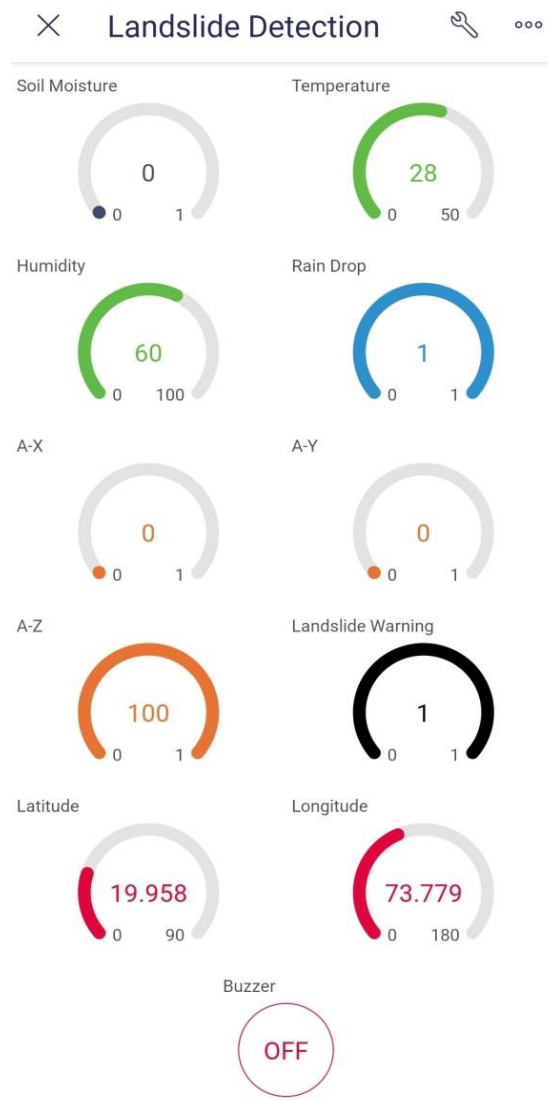 Landslide Detection
Soil Moisture Temperature
0 28
0 1 0 50
Humidity Rain Drop
60 1
0 100 0 1
A-X A-Y
0 0
0 1 0 1
A-Z Landslide Warning
100 1
0 1 0 1
Latitude Longitude
19.958 73.779
0 90 0 180
Buzzer
OFF